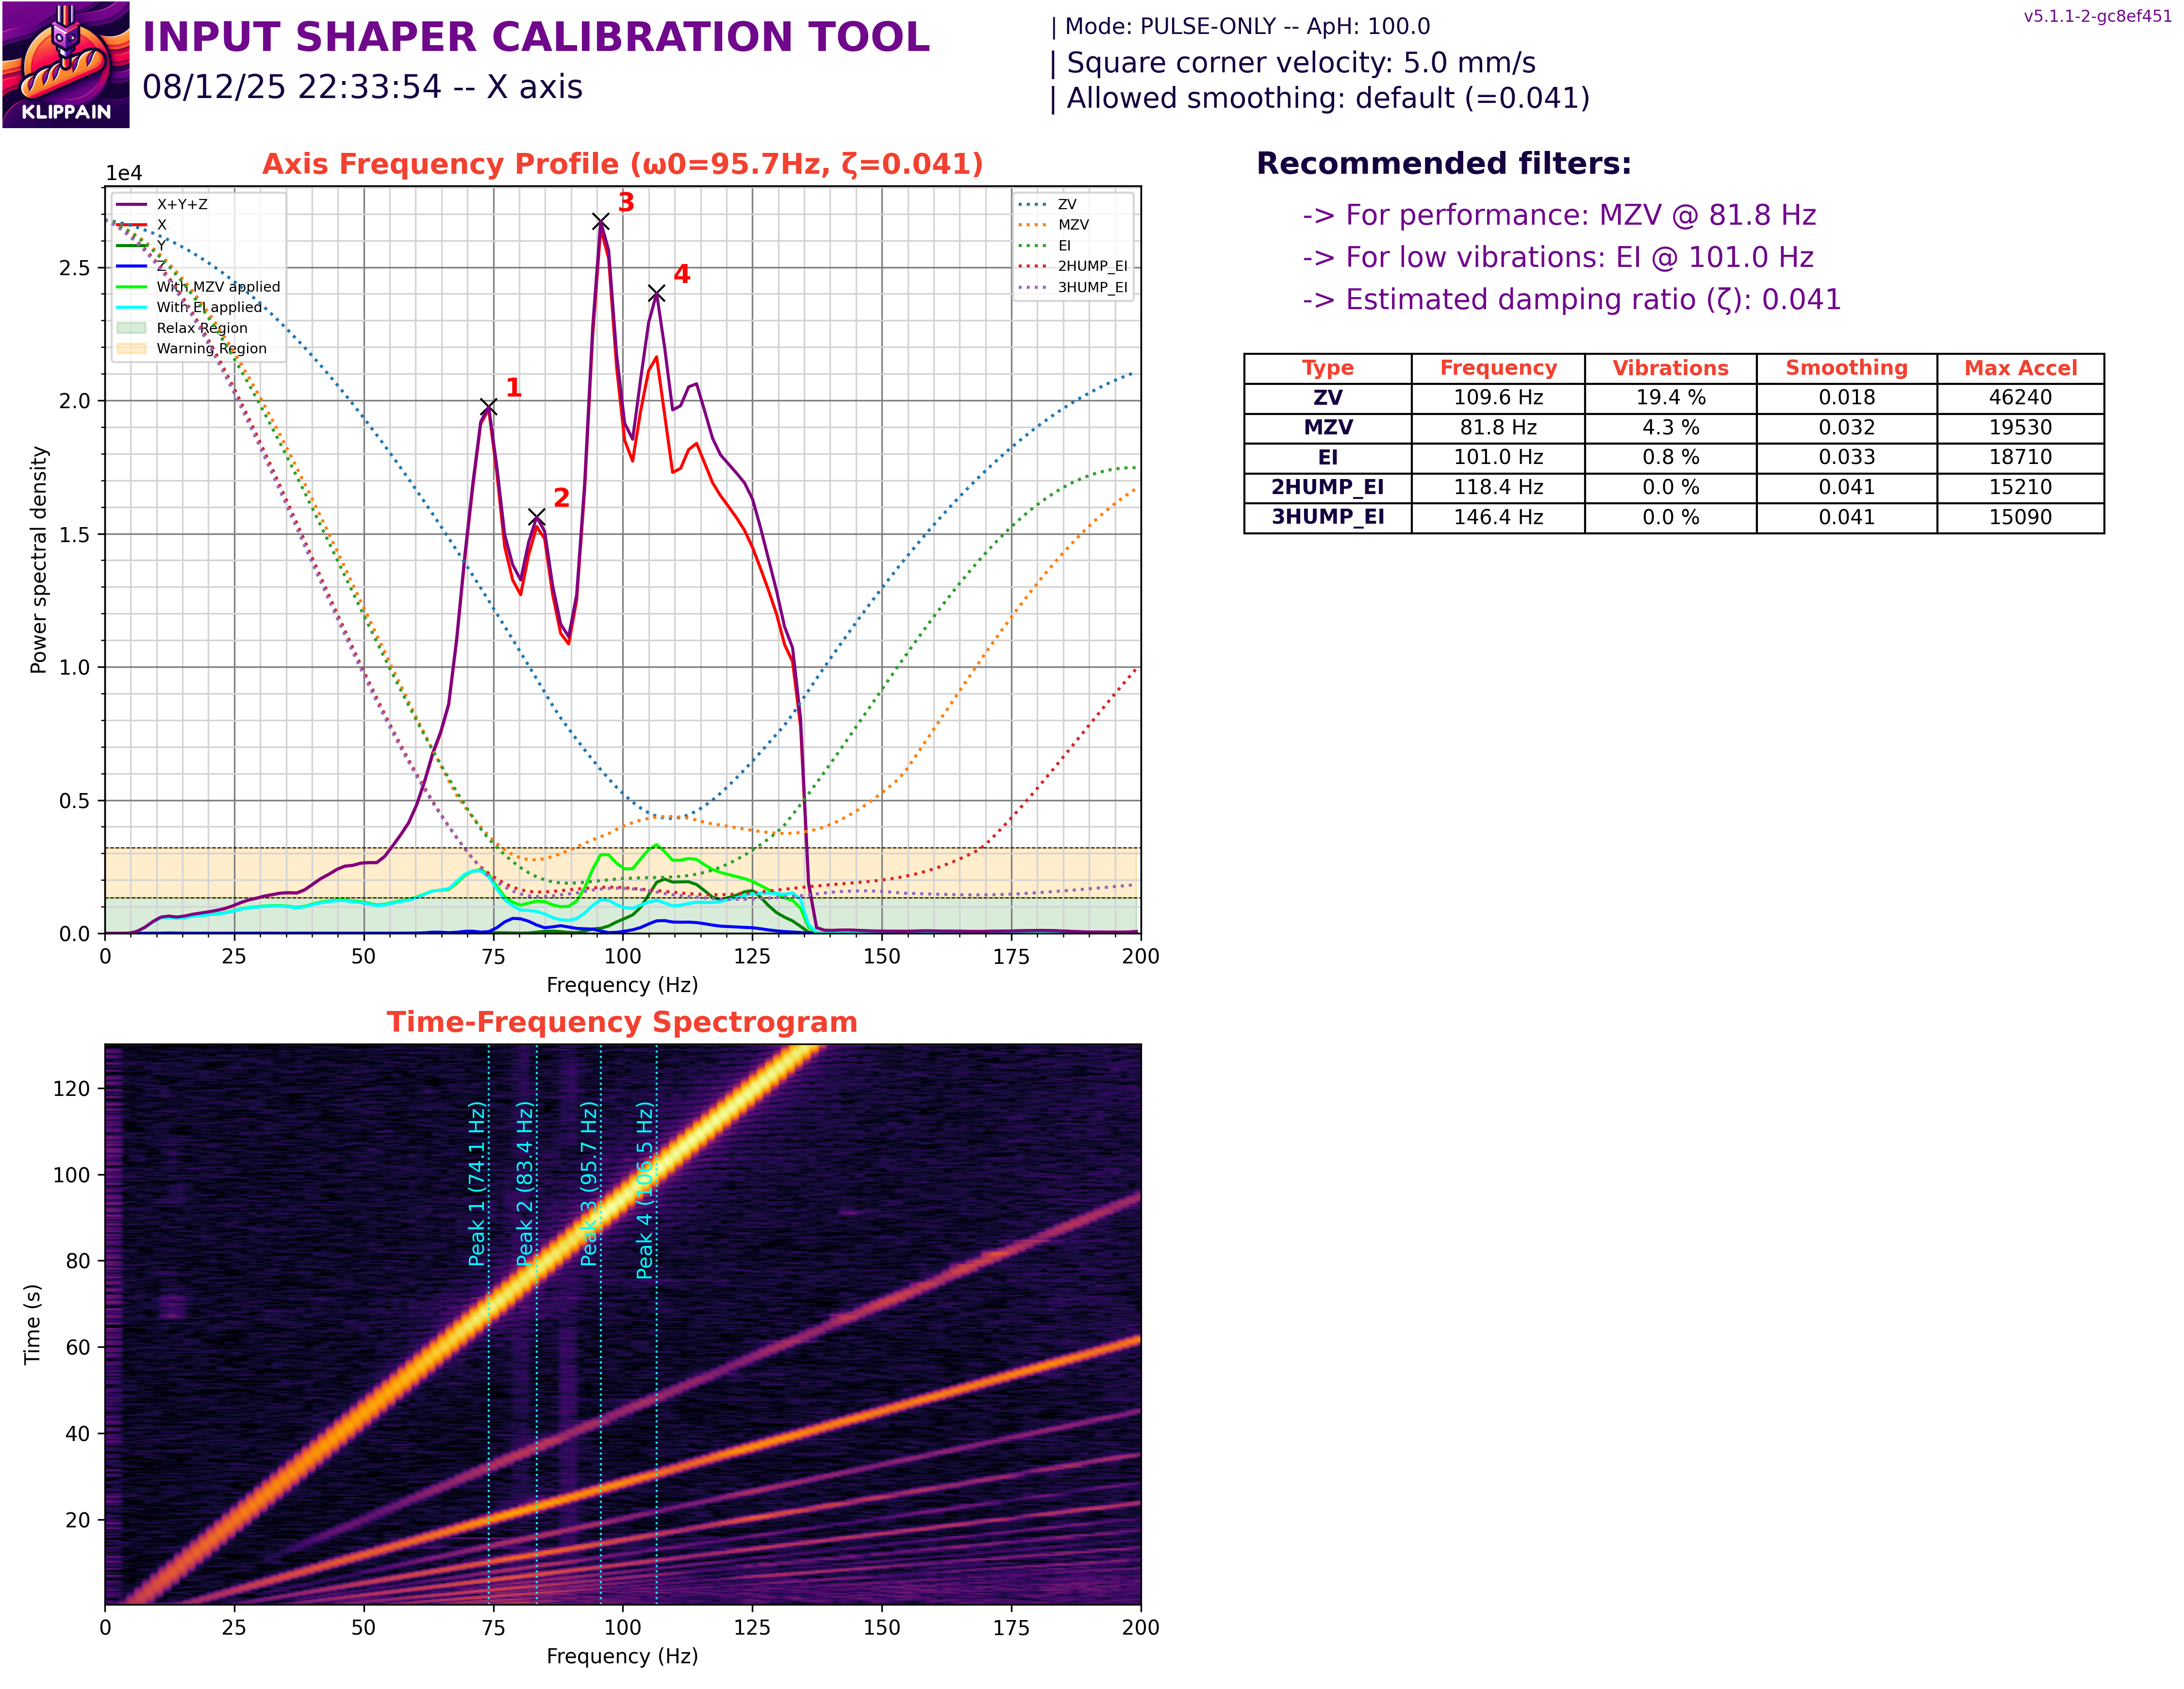 KLIPPAIN
INPUT SHAPER CALIBRATION TOOL
08/12/25 22:33:54 -- X axis
| Mode: PULSE-ONLY -- ApH: 100.0
| Square corner velocity: 5.0 mm/s
| Allowed smoothing: default (=0.041)
v5.1.1-2-gc8ef451
Axis Frequency Profile (ω0=95.7Hz, ζ=0.041)
1e4
X+Y+Z
X
Y
Z
With MZV applied
With EI applied
Relax Region
Warning Region
ZV
MZV
EI
2HUMP_EI
3HUMP_EI
1
2
3
4
2.5
2.0
1.5
1.0
0.5
0.0
Power spectral density
0 25 50 75 100 125 150 175 200
Frequency (Hz)
Recommended filters:
-> For performance: MZV @ 81.8 Hz
-> For low vibrations: EI @ 101.0 Hz
-> Estimated damping ratio (ζ): 0.041
Type Frequency Vibrations Smoothing Max Accel
ZV 109.6 Hz 19.4 % 0.018 46240
MZV 81.8 Hz 4.3 % 0.032 19530
EI 101.0 Hz 0.8 % 0.033 18710
2HUMP_EI 118.4 Hz 0.0 % 0.041 15210
3HUMP_EI 146.4 Hz 0.0 % 0.041 15090
Time-Frequency Spectrogram
120
100
80
60
40
20
Time (s)
Peak 1 (74.1 Hz)
Peak 2 (83.4 Hz)
Peak 3 (95.7 Hz)
Peak 4 (106.5 Hz)
0 25 50 75 100 125 150 175 200
Frequency (Hz)